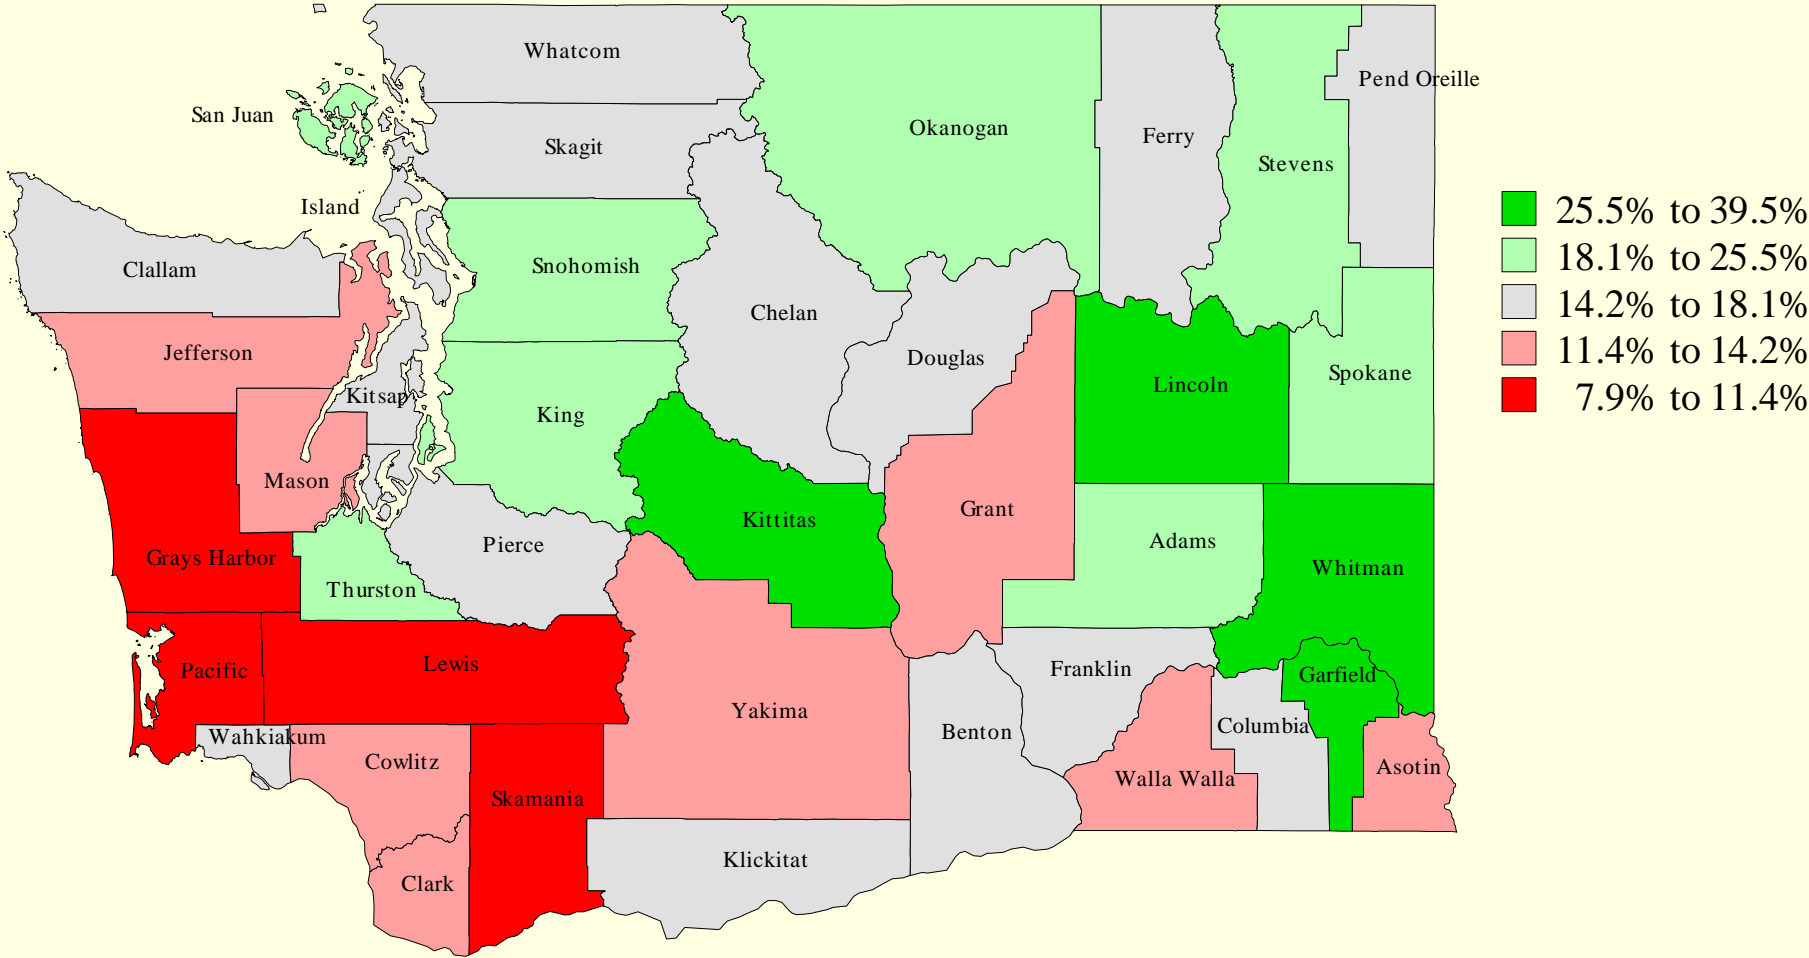 Whatcom
Pend Oreille
San Juan
Okanogan
Ferry
Skagit
Stevens
Island
25.5% to 39.5%
18.1% to 25.5%
14.2% to 18.1%
11.4% to 14.2%
7.9% to 11.4%
Clallam
Snohomish
Chelan
Jefferson
Douglas
Spokane
Lincoln
Kitsap
King
Mason
Grant
Kittitas
Adams
Pierce
Grays Harbor
Whitman
Thurston
Lewis
Pacific
Franklin
Garfield
Yakima
Columbia
Benton
Wahkiakum
Cowlitz
Asotin
Walla Walla
Skamania
Klickitat
Clark